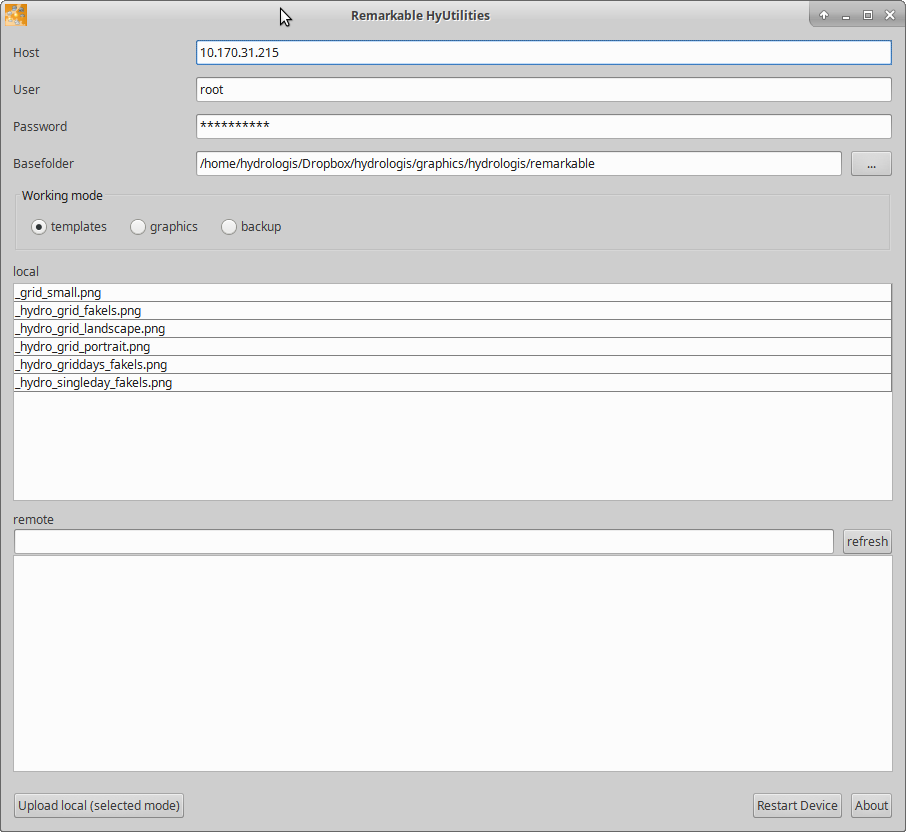 Remarkable HyUtilities
Host 10.170.31.215
User root
Password **********
Basefolder /home/hydrologis/Dropbox/hydrologis/graphics/hydrologis/remarkable ...
Working mode
templates graphics backup
local
_grid_small.png
_hydro_grid_fakels.png
_hydro_grid_landscape.png
_hydro_grid_portrait.png
_hydro_griddays_fakels.png
_hydro_singleday_fakels.png
remote
refresh
Upload local (selected mode) Restart Device About